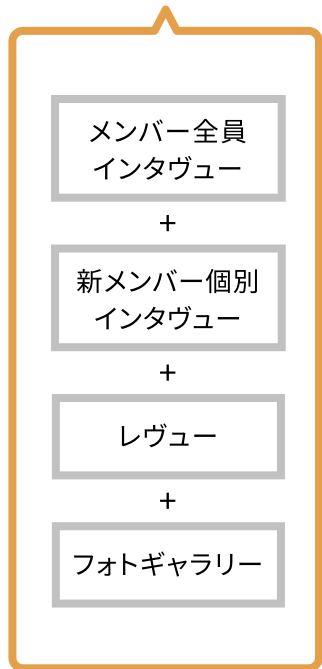 メンバー全員
インタヴュー
+
新メンバー個別
インタヴュー
+
レヴュー
+
フォトギャラリー